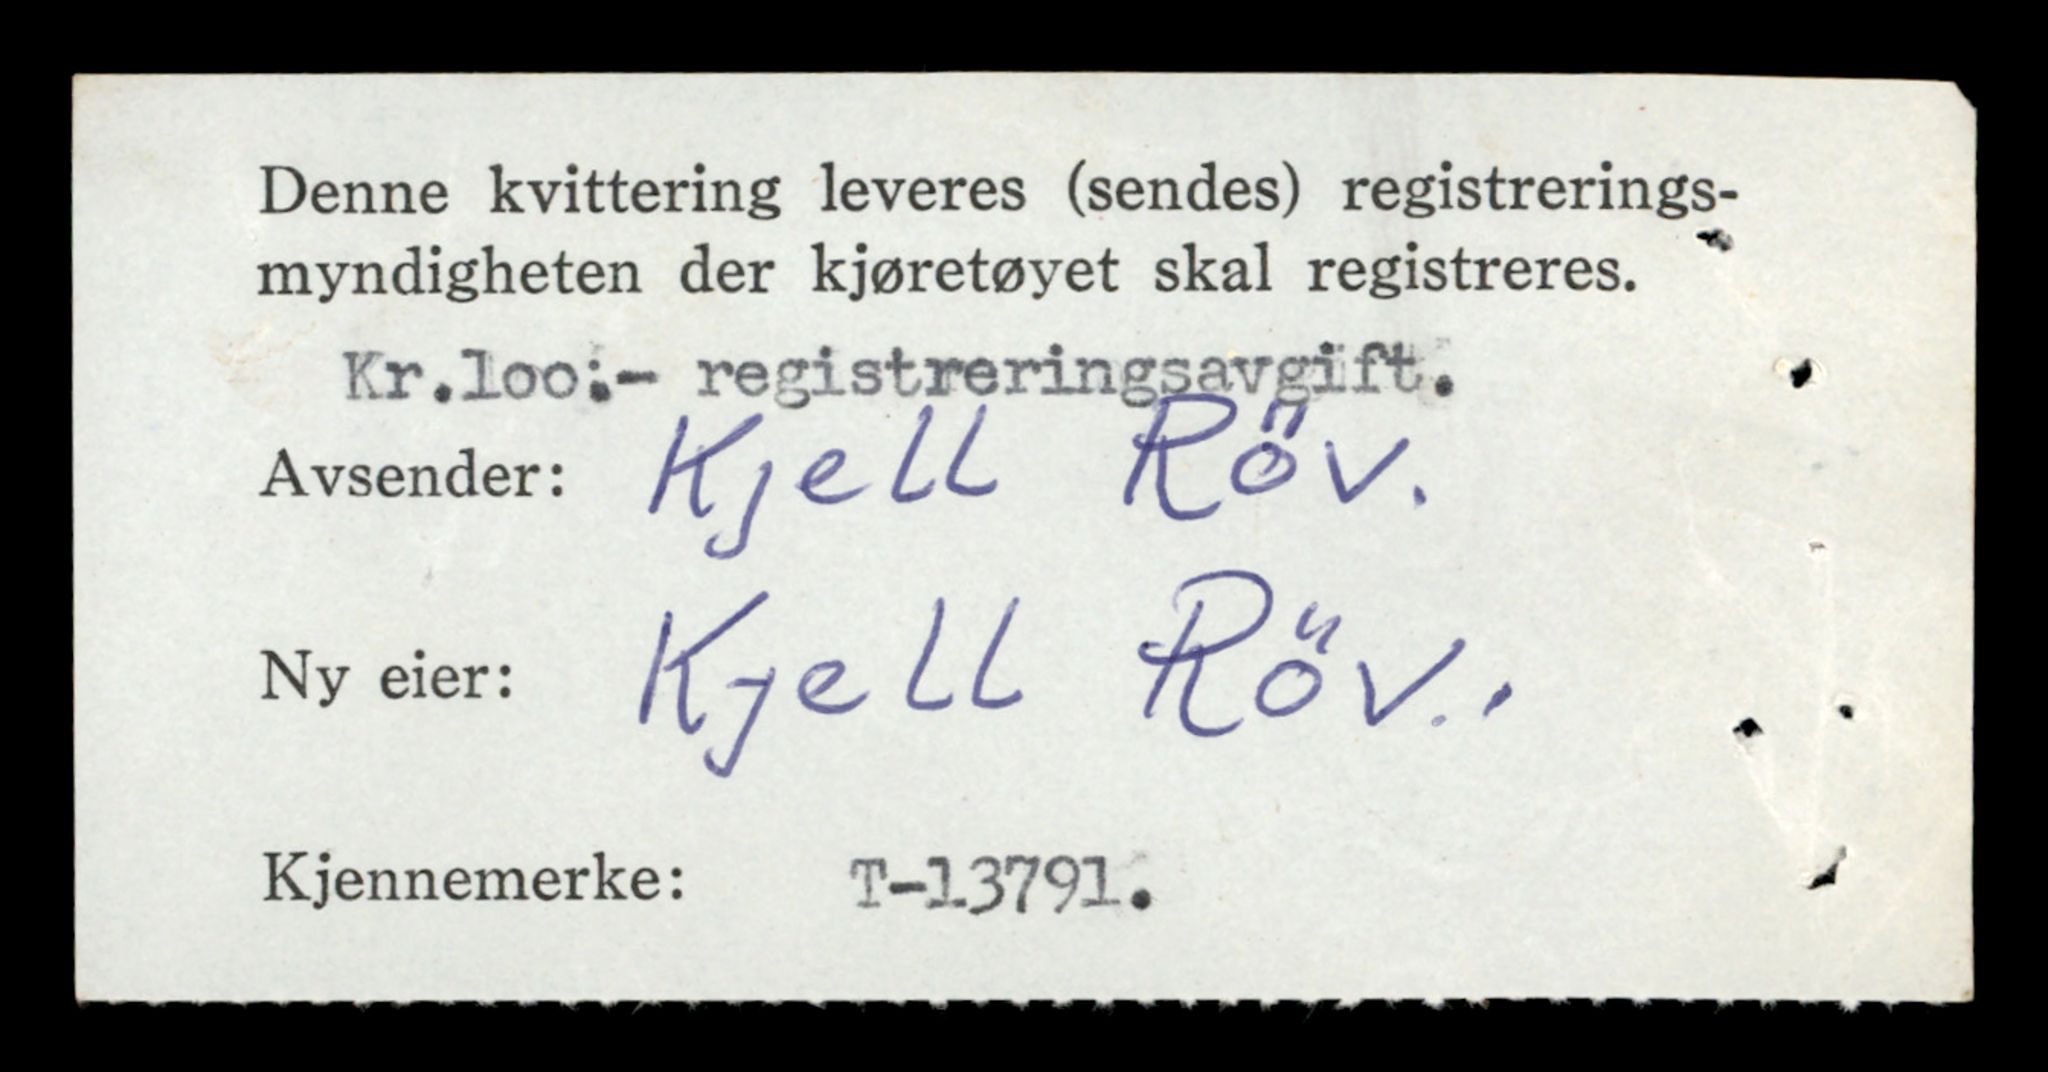 Denne kvittering leveres (sendes) registrerings-
myndigheten der kjøretøyet skal registreres.
Kr.loo:- registreringsavgift.
Avsender: Kjell Röv.
Ny eier: Kjell Röv..
Kjennemerke: T-13791.